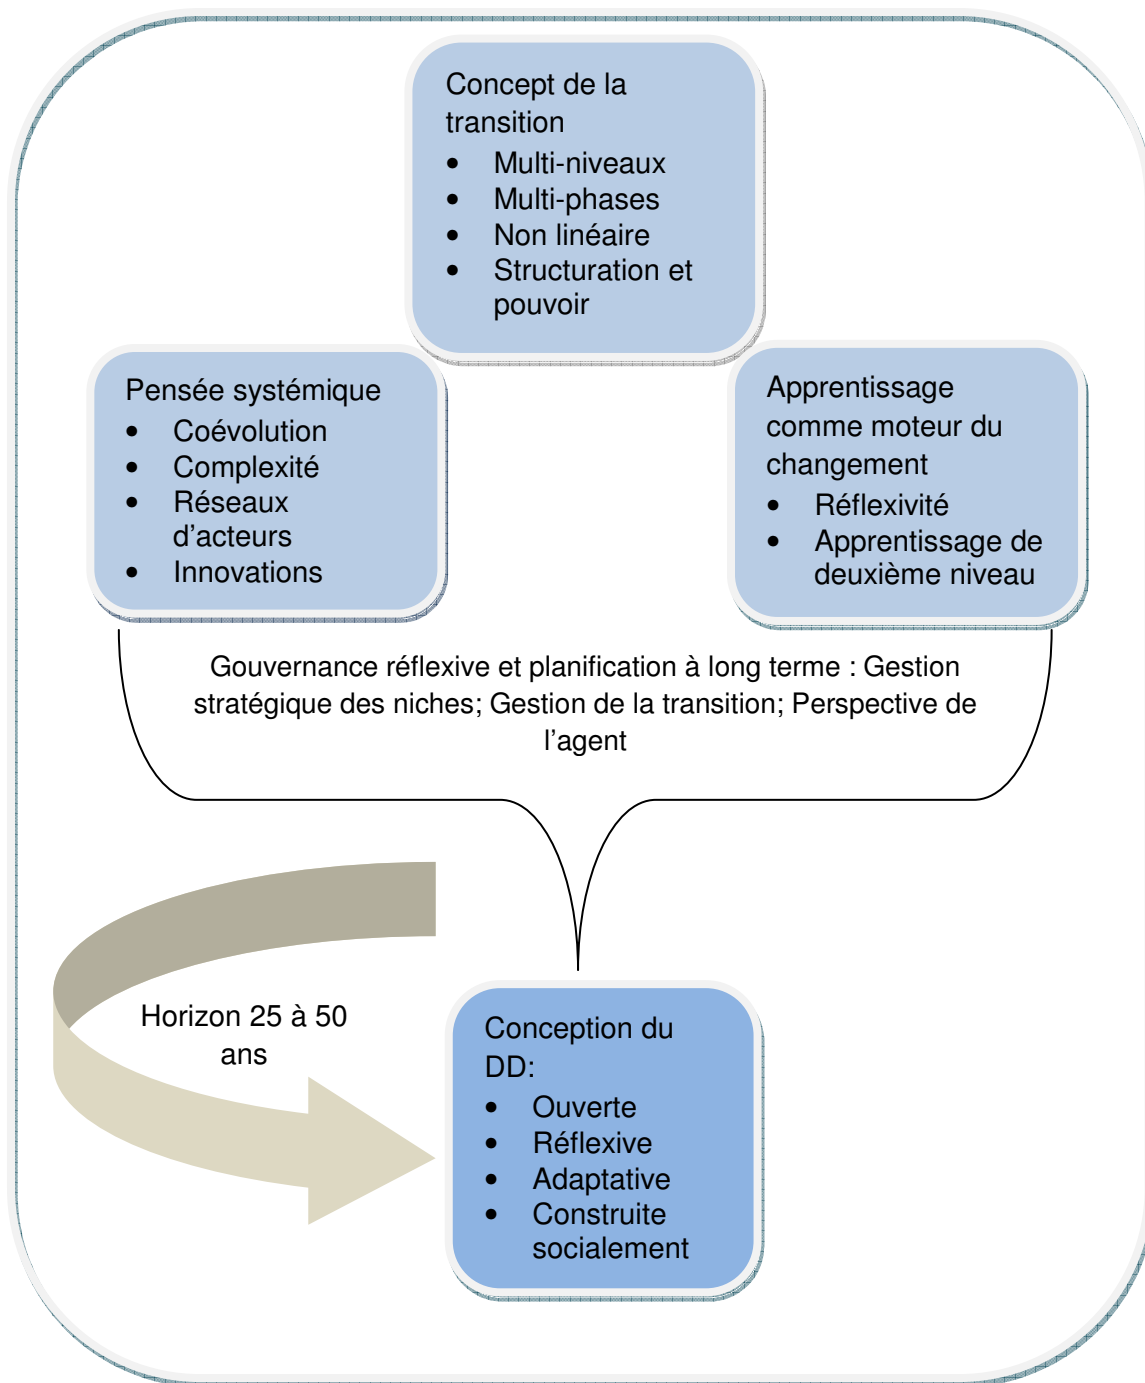 Concept de la
transition
• Multi-niveaux
• Multi-phases
• Non linéaire
• Structuration et
pouvoir
Pensée systémique
• Coévolution
• Complexité
• Réseaux
d’acteurs
• Innovations
Apprentissage
comme moteur du
changement
• Réflexivité
• Apprentissage de
deuxième niveau
Gouvernance réflexive et planification à long terme : Gestion
stratégique des niches; Gestion de la transition; Perspective de
l’agent
Horizon 25 à 50
ans
Conception du
DD:
• Ouverte
• Réflexive
• Adaptative
• Construite
socialement